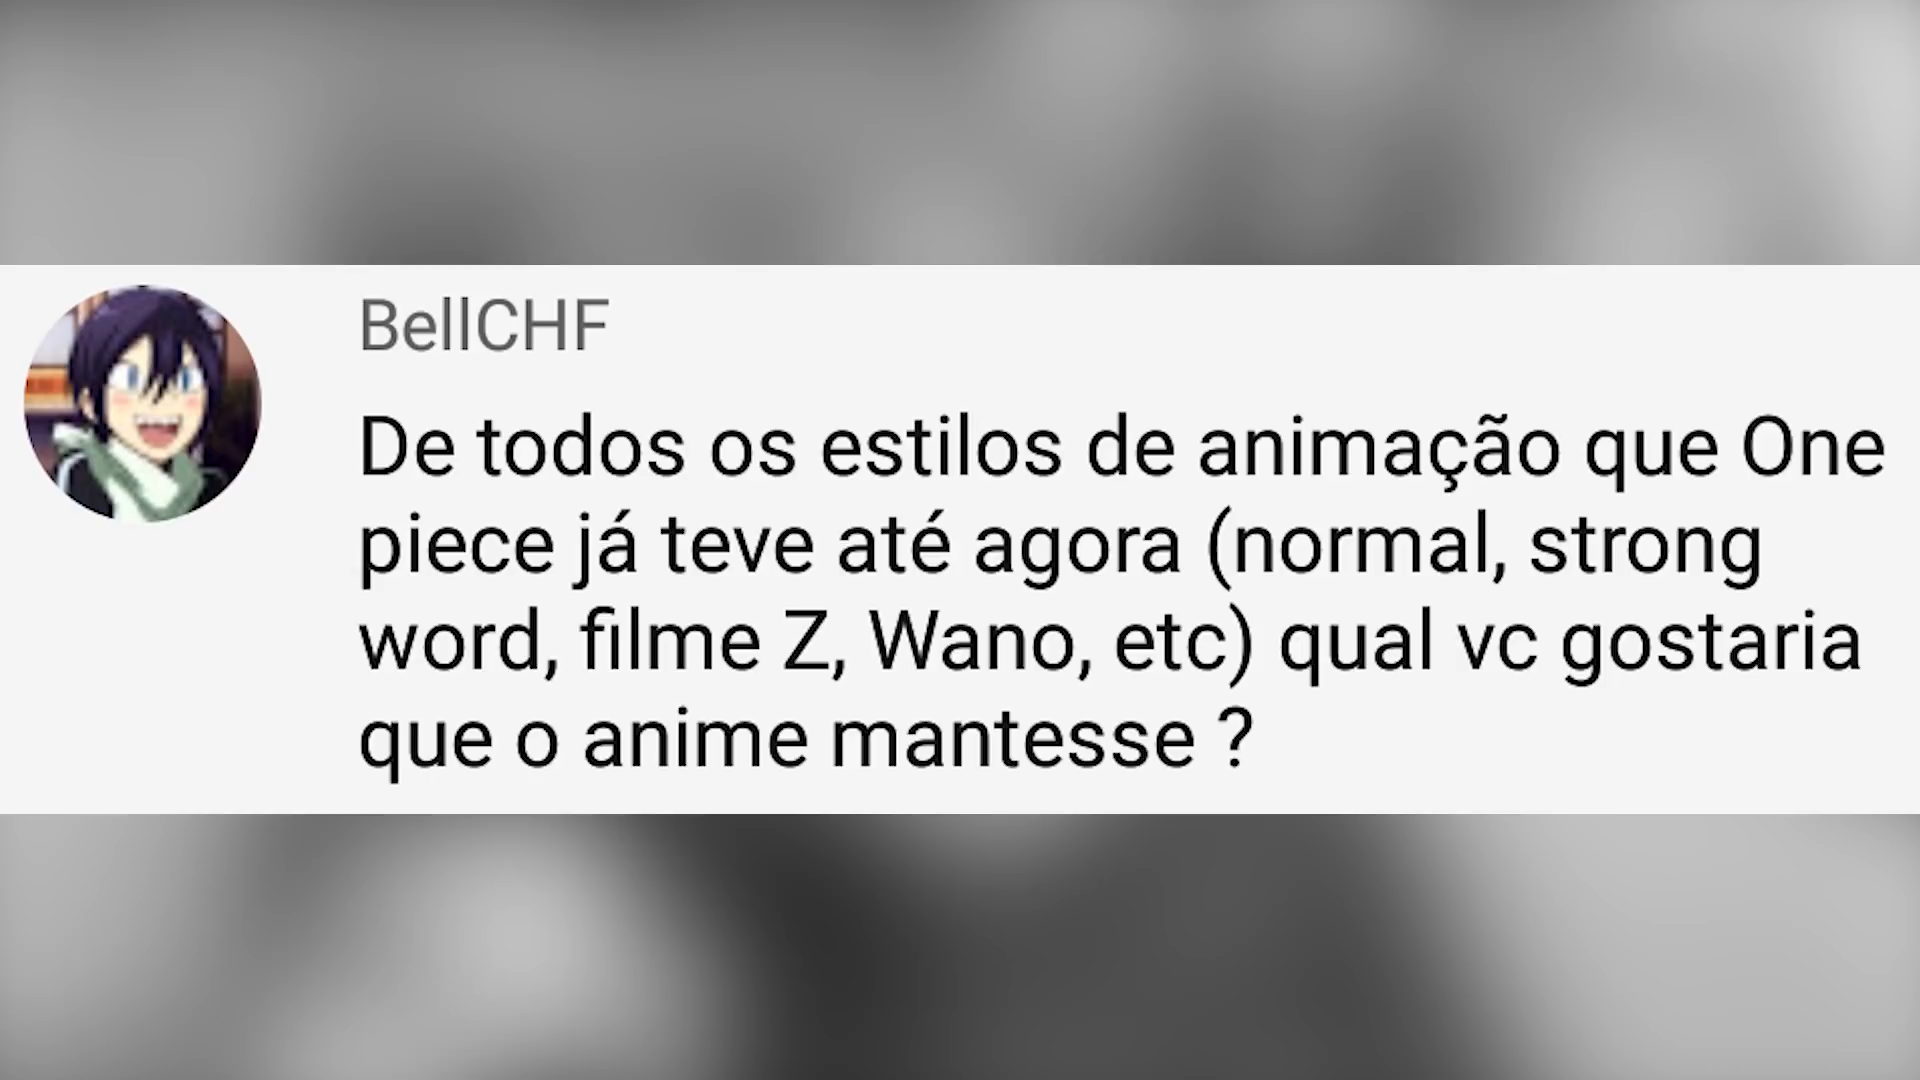 BellCHF
De todos os estilos de animação que One
piece já teve até agora (normal, strong
word, filme Z, Wano, etc) qual vc gostaria
que o anime mantesse ?